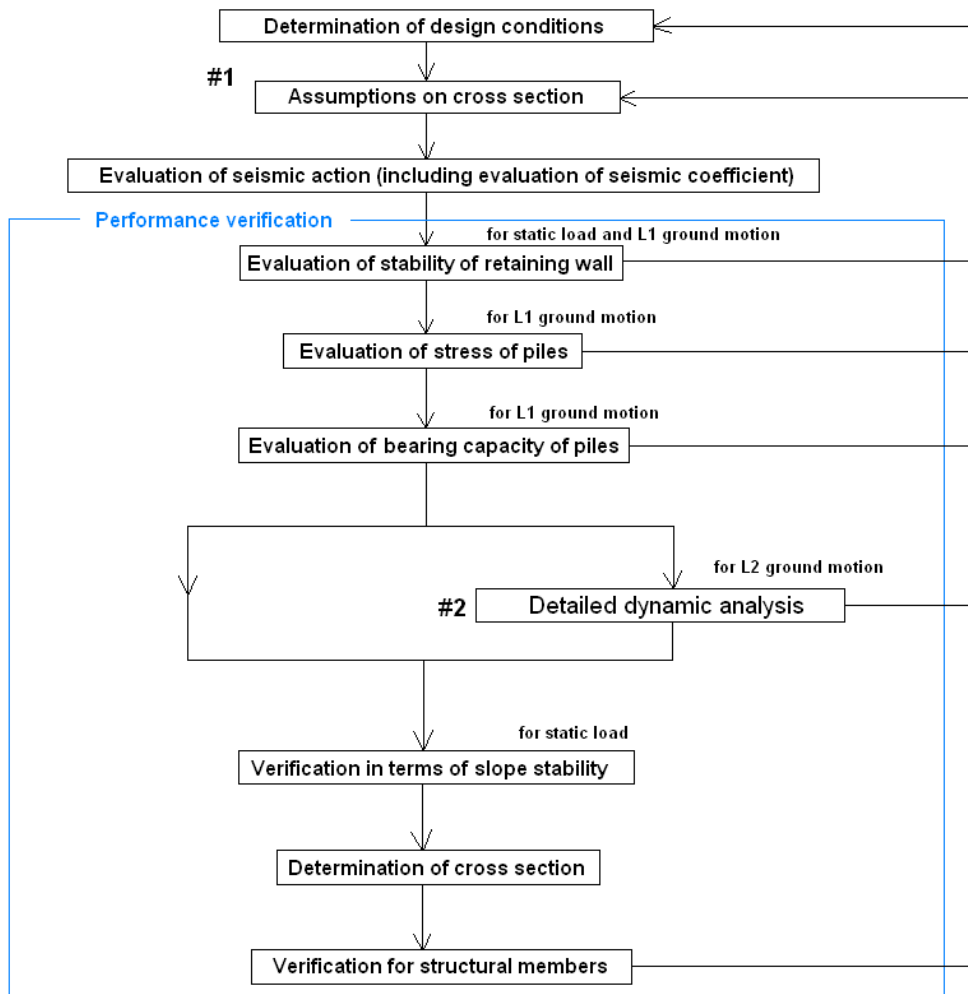 Determination of design conditions
#1
Assumptions on cross section
Evaluation of seismic action (including evaluation of seismic coefficient)
Performance verification
for static load and L1 ground motion
Evaluation of stability of retaining wall
for L1 ground motion
Evaluation of stress of piles
for L1 ground motion
Evaluation of bearing capacity of piles
for L2 ground motion
#2
Detailed dynamic analysis
for static load
Verification in terms of slope stability
Determination of cross section
Verification for structural members